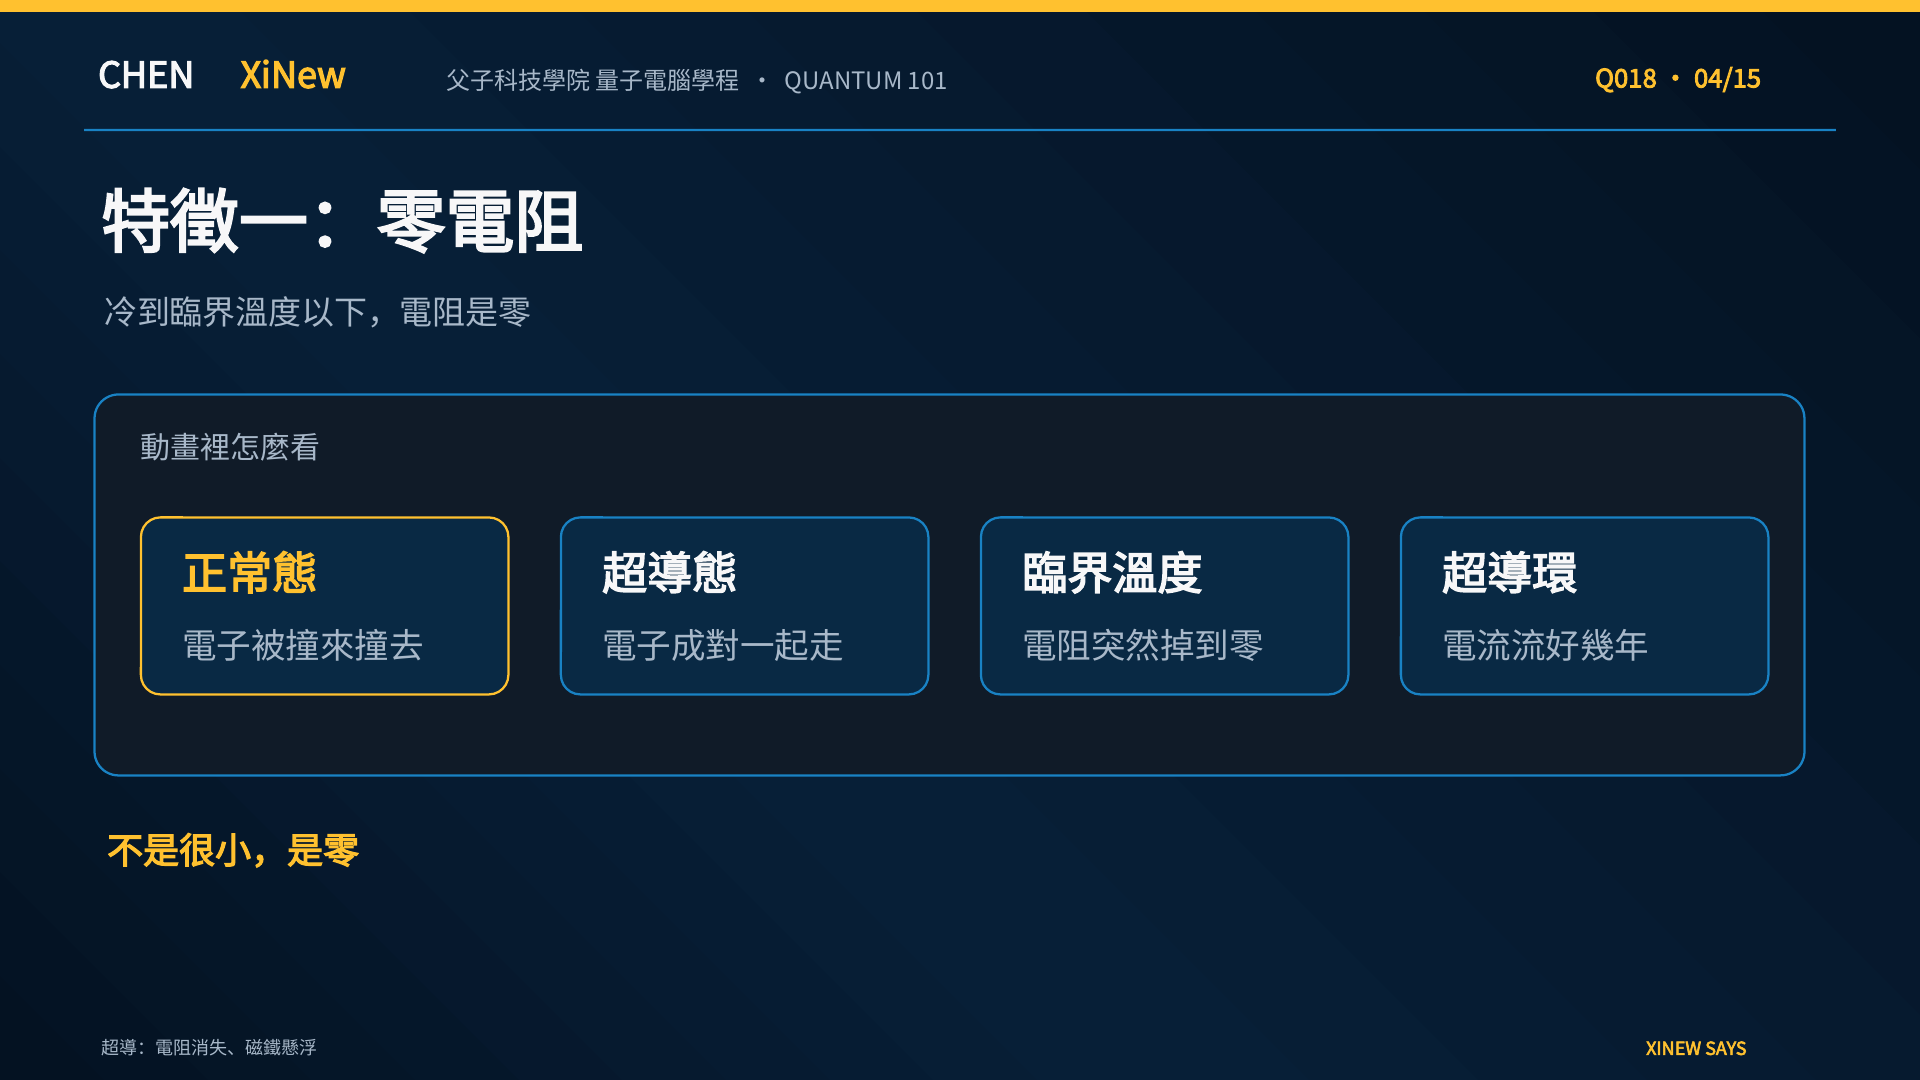 CHEN XiNew 父子科技學院 量子電腦學程 • QUANTUM 101 Q018 • 04/15
特徵一：零電阻
冷到臨界溫度以下，電阻是零
動畫裡怎麼看
正常態 超導態 臨界溫度 超導環
電子被撞來撞去 電子成對一起走 電阻突然掉到零 電流流好幾年
不是很小，是零
超導：電阻消失、磁鐵懸浮 XINEW SAYS